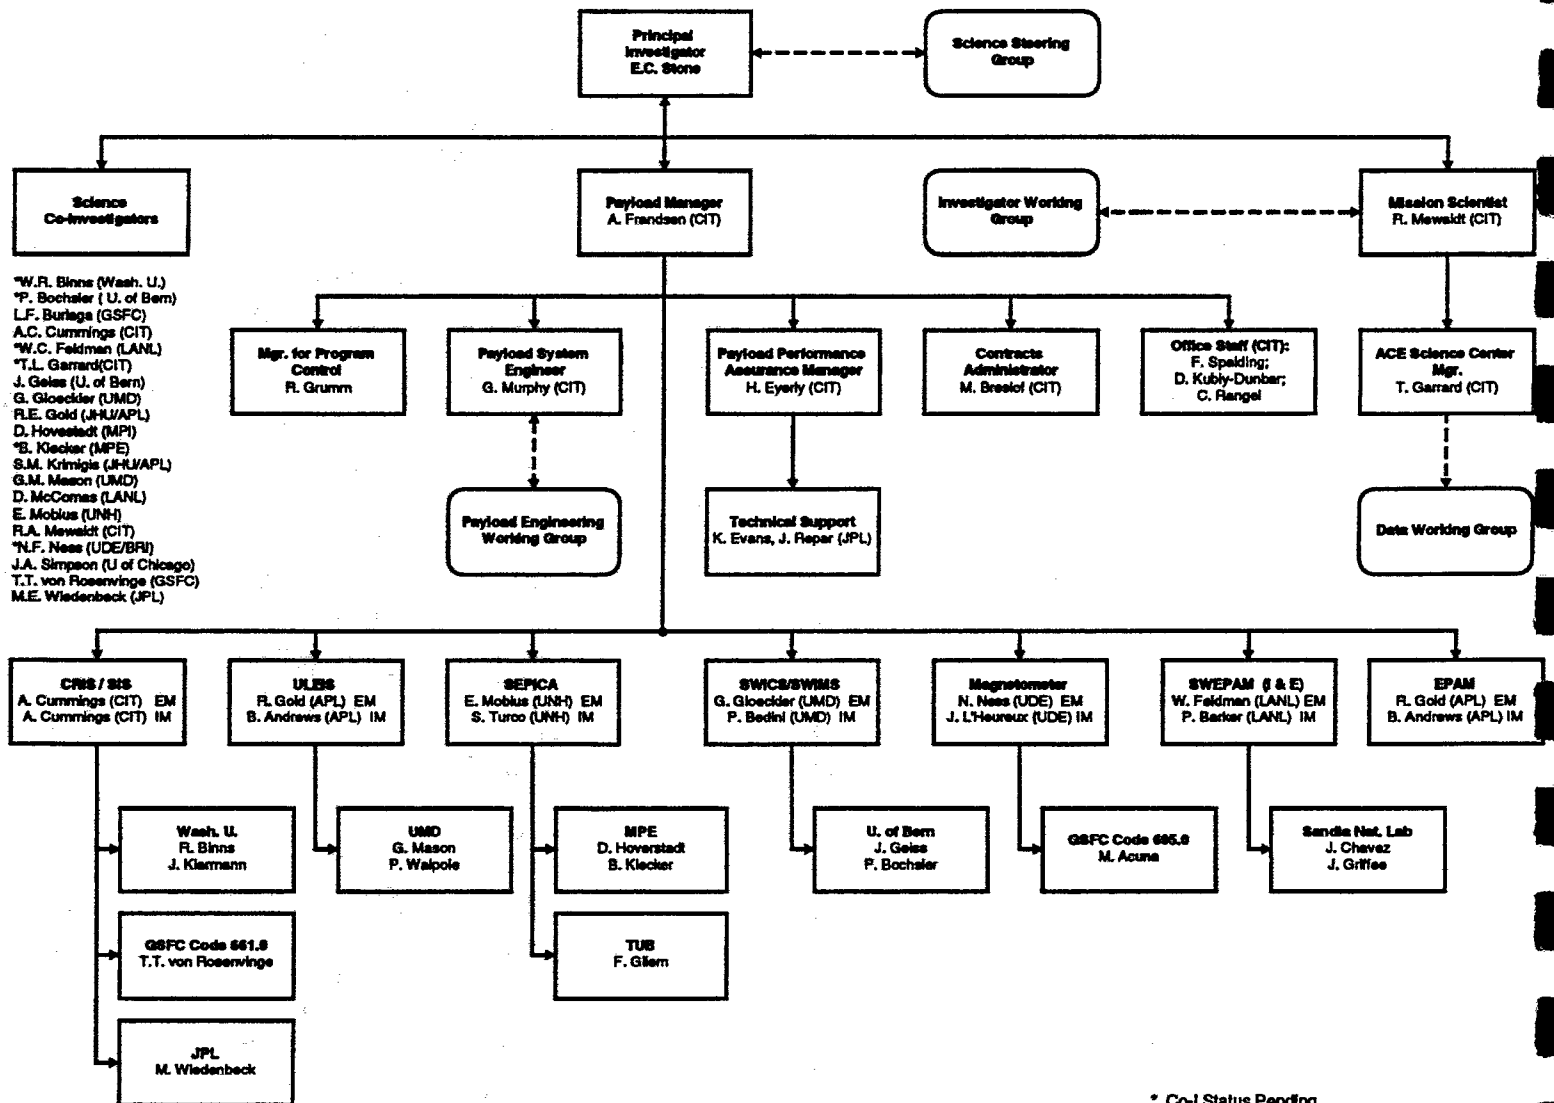 Principal
Investigator
E.C. Stone
Science Steering
Group
Science
Co-Investigators
Payload Manager
A. Frandsen (CIT)
Investigator Working
Group
Mission Scientist
R. Mewaldt (CIT)
*W.R. Binns (Wash. U.)
*P. Bochsler ( U. of Bern)
L.F. Burlaga (GSFC)
A.C. Cummings (CIT)
*W.C. Feldman (LANL)
*T.L. Garrard(CIT)
J. Geiss (U. of Bern)
G. Gloeckler (UMD)
R.E. Gold (JHU/APL)
D. Hovestadt (MPI)
*B. Klecker (MPE)
S.M. Krimigis (JHU/APL)
G.M. Mason (UMD)
D. McComas (LANL)
E. Mobius (UNH)
R.A. Mewaldt (CIT)
*N.F. Ness (UDE/BRI)
J.A. Simpson (U of Chicago)
T.T. von Rosenvinge (GSFC)
M.E. Wiedenbeck (JPL)
Mgr. for Program
Control
R. Grumm
Payload System
Engineer
G. Murphy (CIT)
Payload Performance
Assurance Manager
H. Eyerly (CIT)
Contracts
Administrator
M. Breslof (CIT)
Office Staff (CIT):
F. Spalding;
D. Kubly-Dunbar;
C. Rangel
ACE Science Center
Mgr.
T. Garrard (CIT)
Payload Engineering
Working Group
Technical Support
K. Evans, J. Repar (JPL)
Data Working Group
CRIS / SIS
A. Cummings (CIT) EM
A. Cummings (CIT) IM
ULEIS
R. Gold (APL) EM
B. Andrews (APL) IM
SEPICA
E. Mobius (UNH) EM
S. Turco (UNH) IM
SWICS/SWIMS
G. Gloeckler (UMD) EM
P. Bedini (UMD) IM
Magnetometer
N. Ness (UDE) EM
J. L'Heureux (UDE) IM
SWEPAM (I & E)
W. Feldman (LANL) EM
P. Barker (LANL) IM
EPAM
R. Gold (APL) EM
B. Andrews (APL) IM
Wash. U.
R. Binns
J. Klarmann
UMD
G. Mason
P. Walpole
MPE
D. Hoverstadt
B. Klecker
U. of Bern
J. Geiss
P. Bochsler
GSFC Code 695.0
M. Acuna
Sandia Nat. Lab
J. Chavez
J. Griffee
GSFC Code 661.0
T.T. von Rosenvinge
TUB
F. Gliem
JPL
M. Wiedenbeck
* Co-I Status Pending